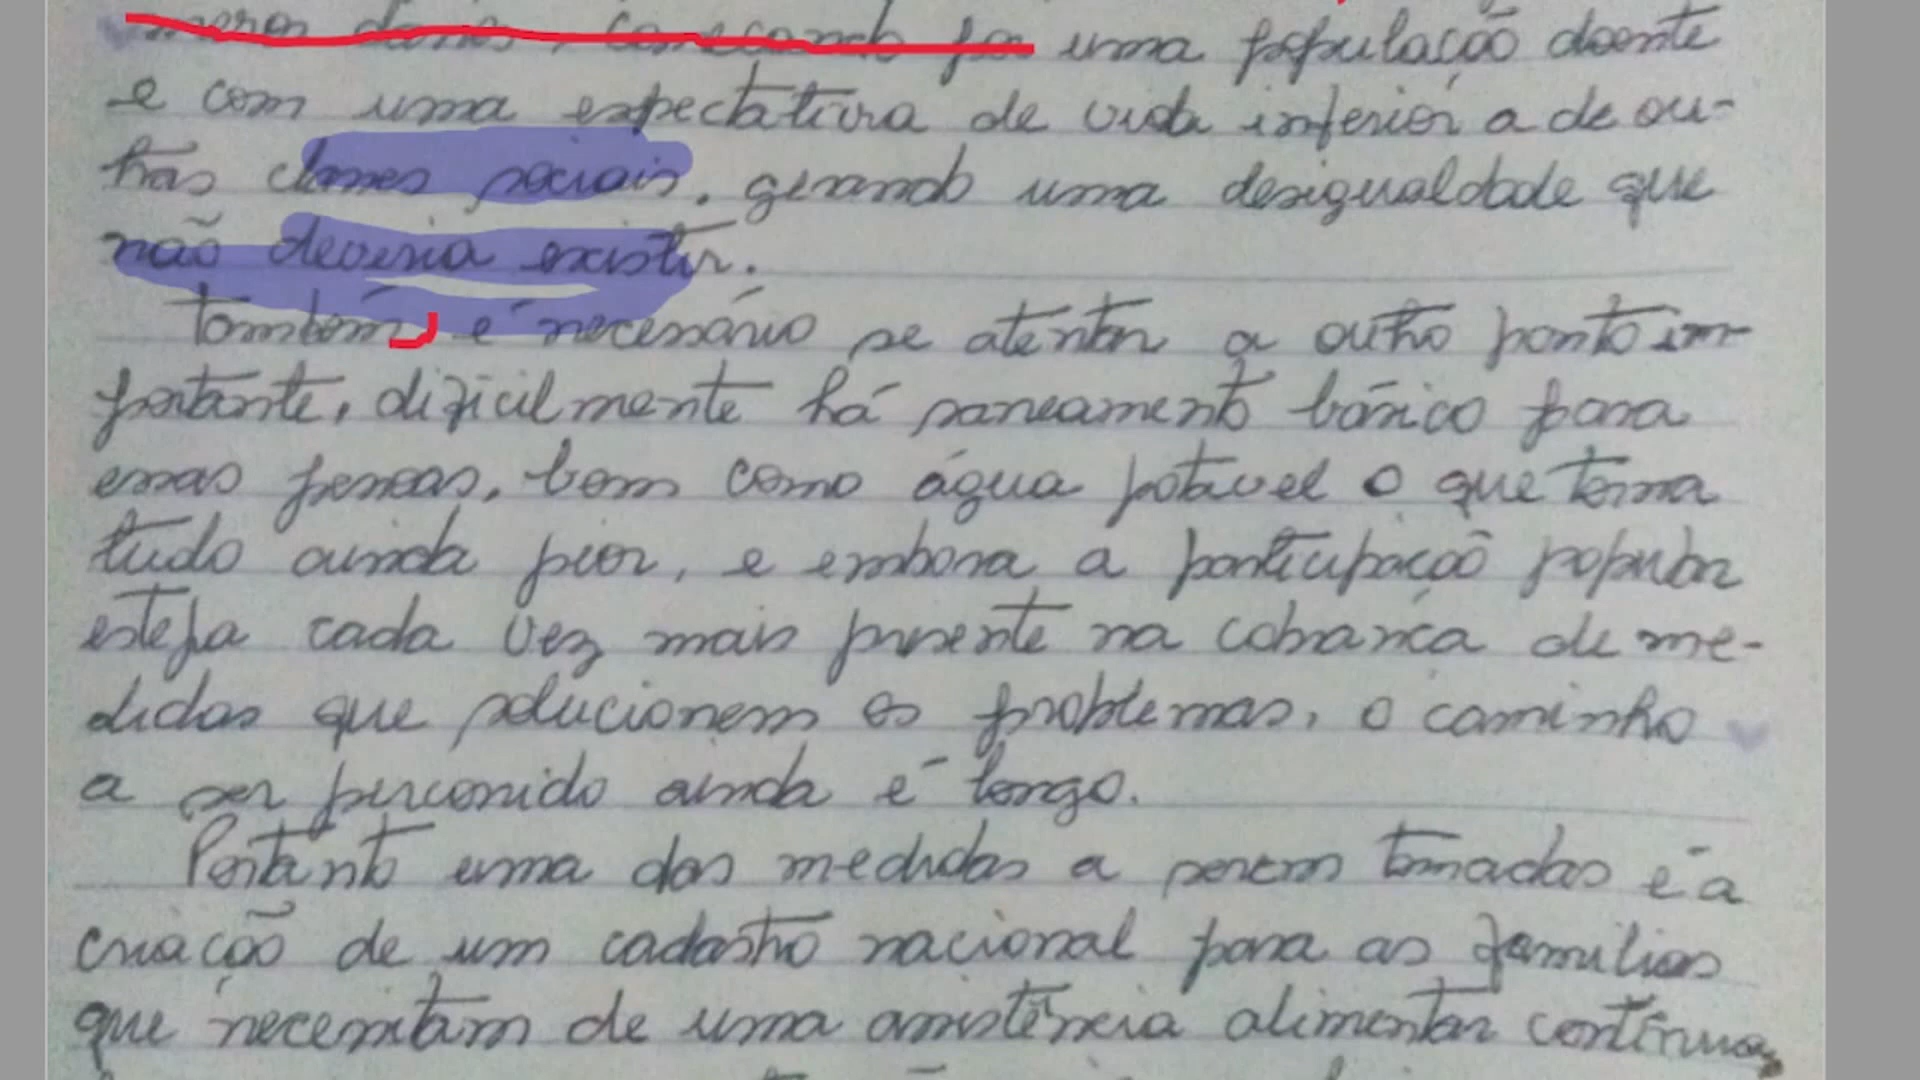 danos, começando por uma população doente
e com uma expectativa de vida inferior a de ou-
tras classes sociais, gerando uma desigualdade que
não deveria existir.
Também é necessário se atentar a outro ponto im-
portante, dificilmente há saneamento básico para
essas pessoas, bem como água potável o que torna
tudo ainda pior, e embora a participação popular
esteja cada vez mais presente na cobrança de me-
didas que solucionem os problemas, o caminho
a ser percorrido ainda é longo.
Portanto uma das medidas a serem tomadas é a
criação de um cadastro nacional para as famílias
que necessitam de uma assistência alimentar contínua,